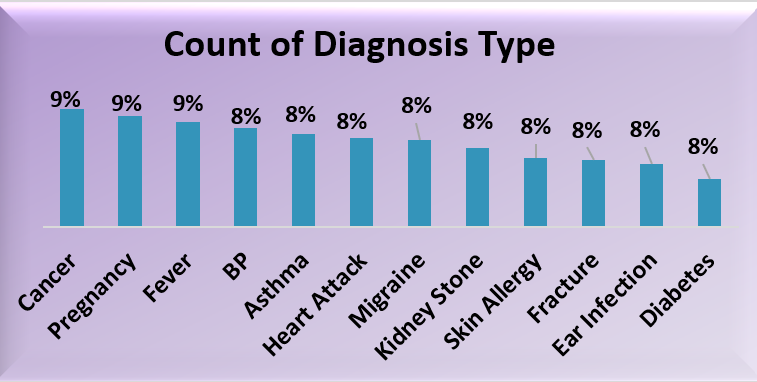 Count of Diagnosis Type
9%
9%
9%
8%
8%
8%
8%
8%
8%
8%
8%
8%
Cancer
Pregnancy
Fever
BP
Asthma
Heart Attack
Migraine
Kidney Stone
Skin Allergy
Fracture
Ear Infection
Diabetes